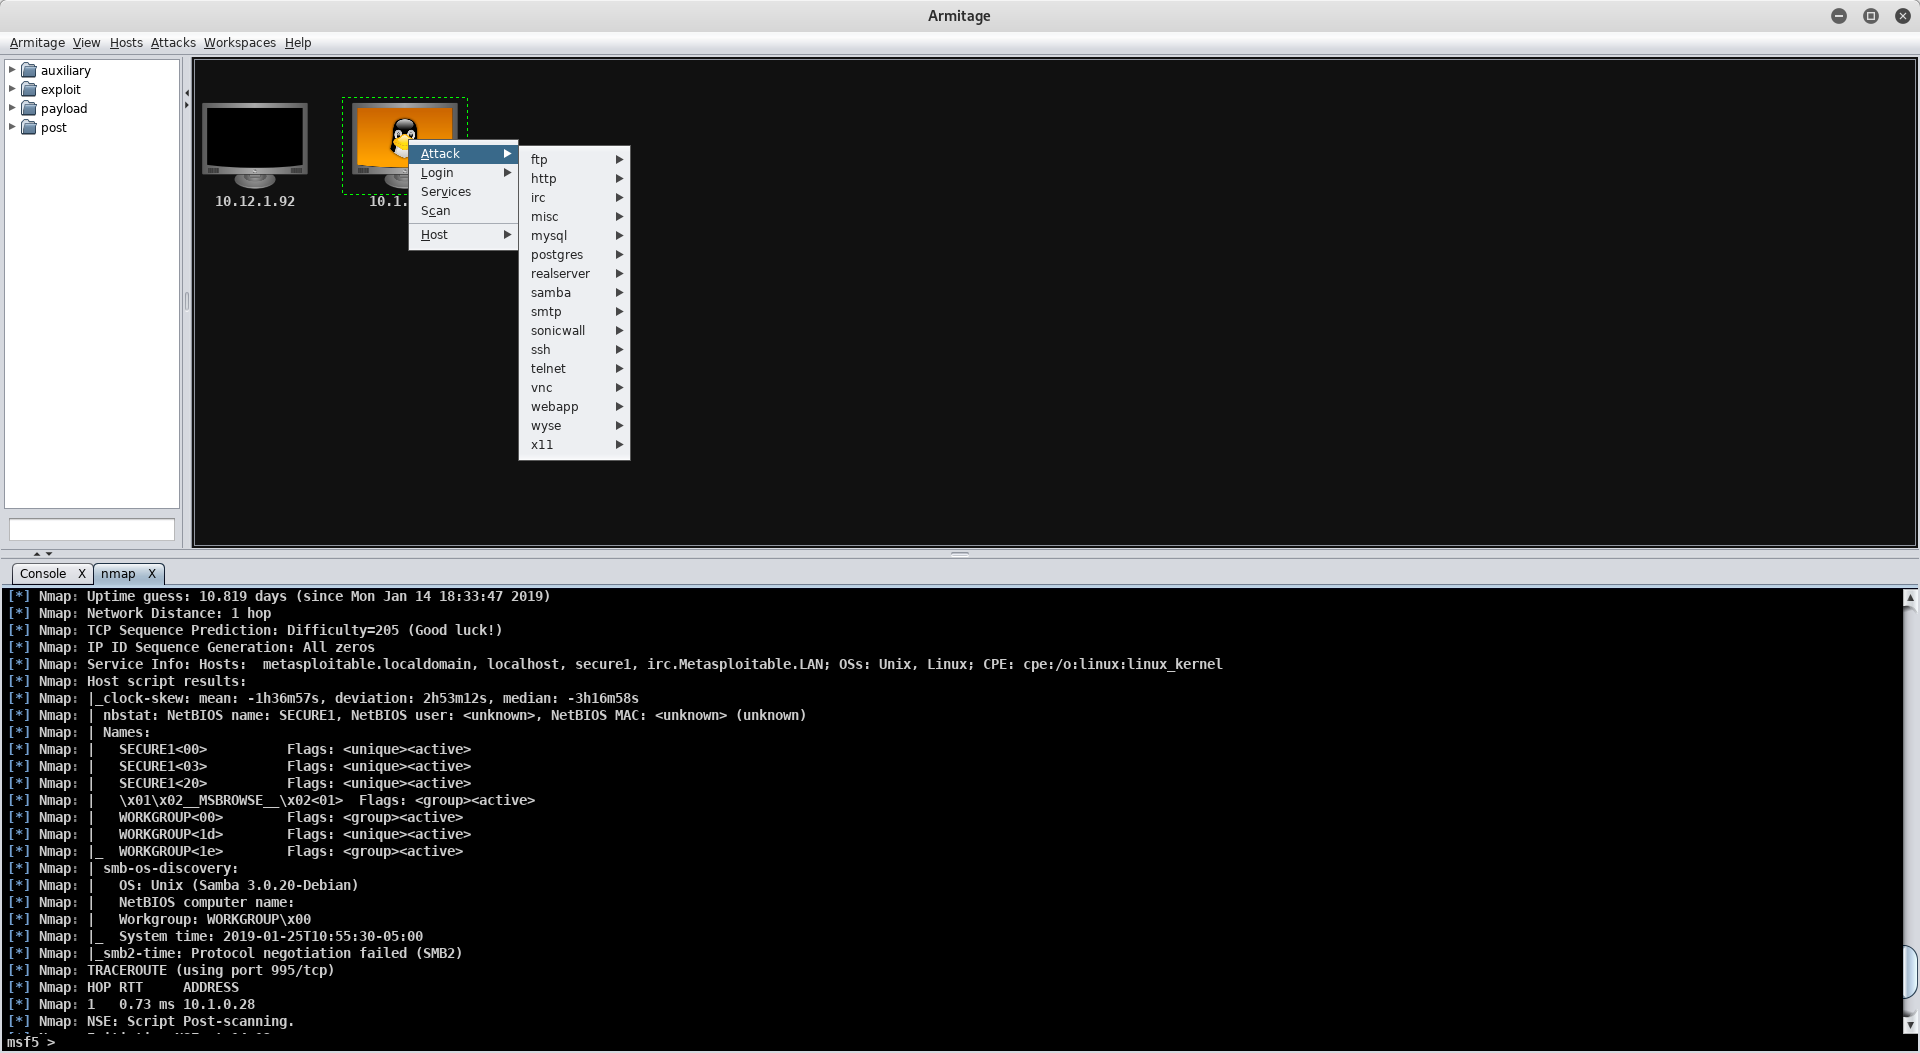 Armitage
Armitage View Hosts Attacks Workspaces Help
auxiliary
exploit
payload
post
10.12.1.92
10.1.
Attack
Login
Services
Scan
Host
ftp
http
irc
misc
mysql
postgres
realserver
samba
smtp
sonicwall
ssh
telnet
vnc
webapp
wyse
x11
Console X nmap X
[*] Nmap: Uptime guess: 10.819 days (since Mon Jan 14 18:33:47 2019)
[*] Nmap: Network Distance: 1 hop
[*] Nmap: TCP Sequence Prediction: Difficulty=205 (Good luck!)
[*] Nmap: IP ID Sequence Generation: All zeros
[*] Nmap: Service Info: Hosts:  metasploitable.localdomain, localhost, secure1, irc.Metasploitable.LAN; OSs: Unix, Linux; CPE: cpe:/o:linux:linux_kernel
[*] Nmap: Host script results:
[*] Nmap: |_clock-skew: mean: -1h36m57s, deviation: 2h53m12s, median: -3h16m58s
[*] Nmap: | nbstat: NetBIOS name: SECURE1, NetBIOS user: <unknown>, NetBIOS MAC: <unknown> (unknown)
[*] Nmap: | Names:
[*] Nmap: |   SECURE1<00>          Flags: <unique><active>
[*] Nmap: |   SECURE1<03>          Flags: <unique><active>
[*] Nmap: |   SECURE1<20>          Flags: <unique><active>
[*] Nmap: |   \x01\x02__MSBROWSE__\x02<01>  Flags: <group><active>
[*] Nmap: |   WORKGROUP<00>        Flags: <group><active>
[*] Nmap: |   WORKGROUP<1d>        Flags: <unique><active>
[*] Nmap: |_  WORKGROUP<1e>        Flags: <group><active>
[*] Nmap: | smb-os-discovery:
[*] Nmap: |   OS: Unix (Samba 3.0.20-Debian)
[*] Nmap: |   NetBIOS computer name:
[*] Nmap: |   Workgroup: WORKGROUP\x00
[*] Nmap: |_  System time: 2019-01-25T10:55:30-05:00
[*] Nmap: |_smb2-time: Protocol negotiation failed (SMB2)
[*] Nmap: TRACEROUTE (using port 995/tcp)
[*] Nmap: HOP RTT     ADDRESS
[*] Nmap: 1   0.73 ms 10.1.0.28
[*] Nmap: NSE: Script Post-scanning.
msf5 >